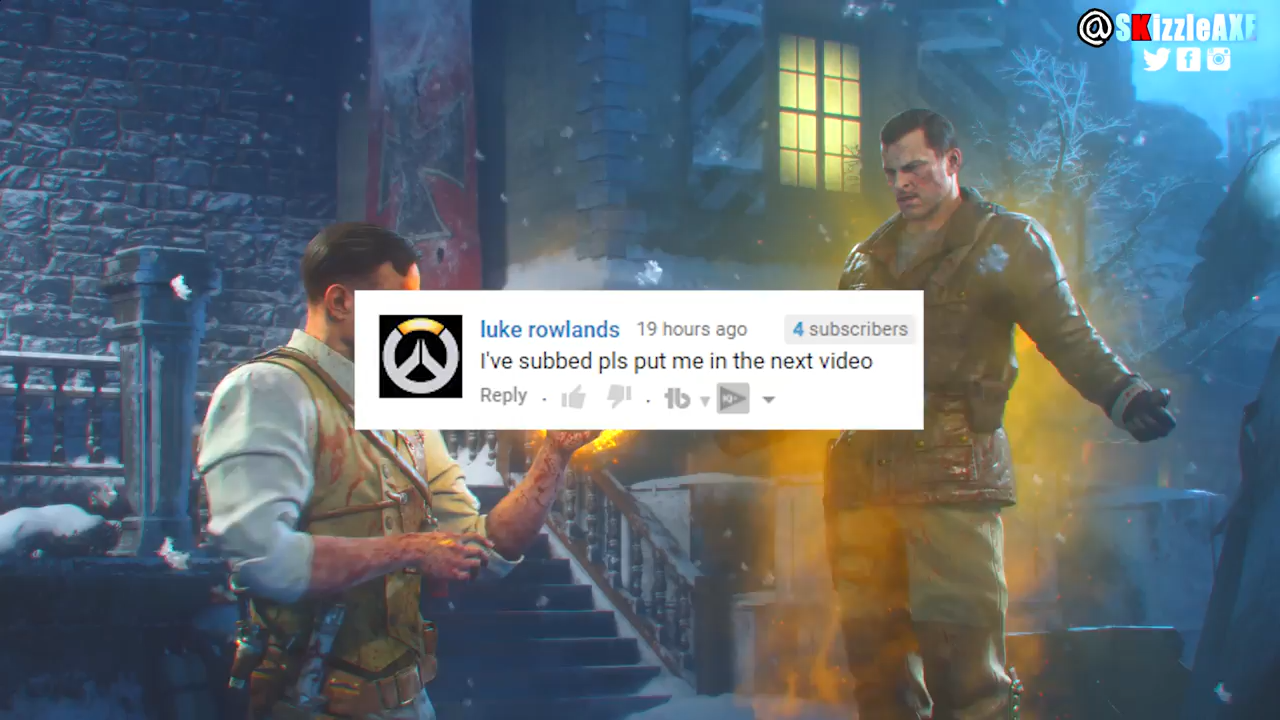 @SKizzleAXE
luke rowlands 19 hours ago 4 subscribers
I've subbed pls put me in the next video
Reply